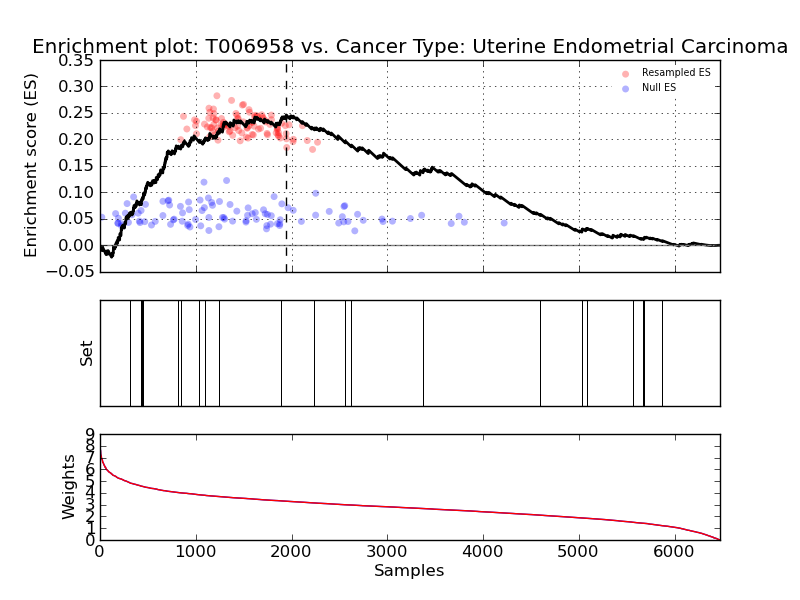 Enrichment plot: T006958 vs. Cancer Type: Uterine Endometrial Carcinoma
Enrichment score (ES)
0.35
0.30
0.25
0.20
0.15
0.10
0.05
0.00
−0.05
Resampled ES
Null ES
Set
Weights
9
8
7
6
5
4
3
2
1
0
0 1000 2000 3000 4000 5000 6000
Samples